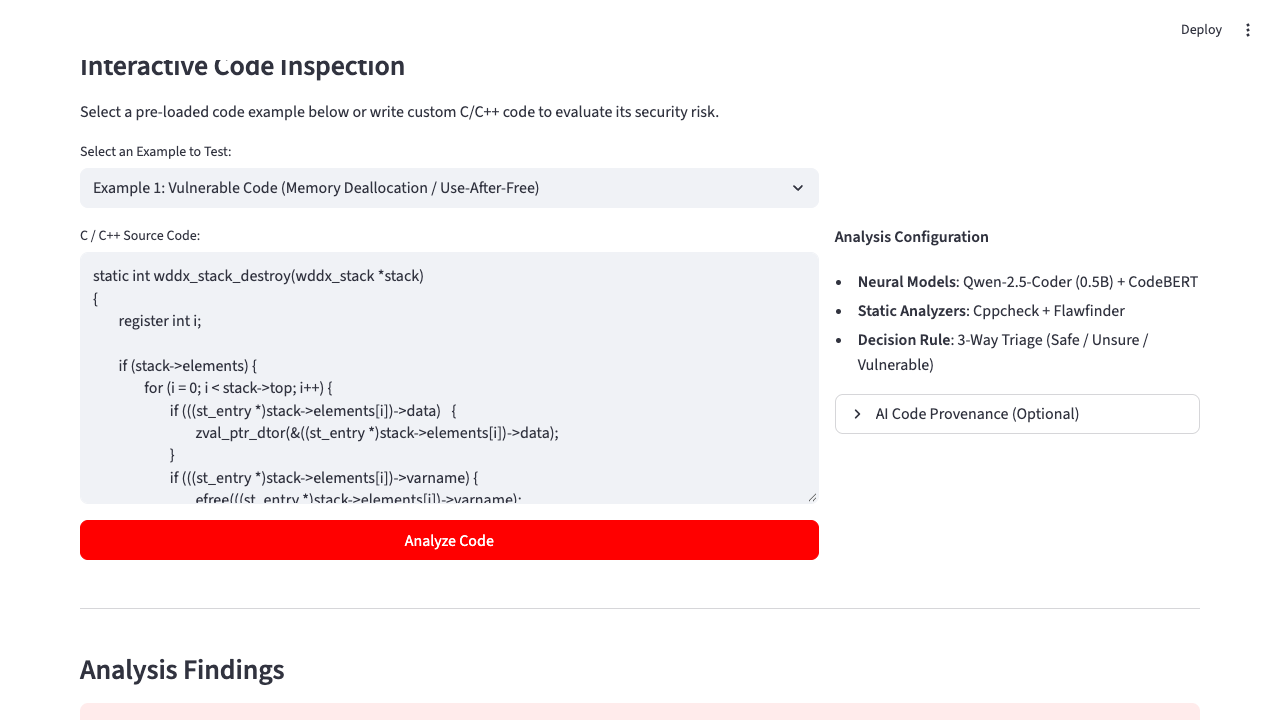 Deploy
Interactive Code Inspection
Select a pre-loaded code example below or write custom C/C++ code to evaluate its security risk.
Select an Example to Test:
Example 1: Vulnerable Code (Memory Deallocation / Use-After-Free)
C / C++ Source Code:
static int wddx_stack_destroy(wddx_stack *stack)
{
register int i;
if (stack->elements) {
for (i = 0; i < stack->top; i++) {
if (((st_entry *)stack->elements[i])->data) {
zval_ptr_dtor(&((st_entry *)stack->elements[i])->data);
}
if (((st_entry *)stack->elements[i])->varname) {
efree(((st_entry *)stack->elements[i])->varname);
Analyze Code
Analysis Configuration
Neural Models: Qwen-2.5-Coder (0.5B) + CodeBERT
Static Analyzers: Cppcheck + Flawfinder
Decision Rule: 3-Way Triage (Safe / Unsure /
Vulnerable)
AI Code Provenance (Optional)
Analysis Findings